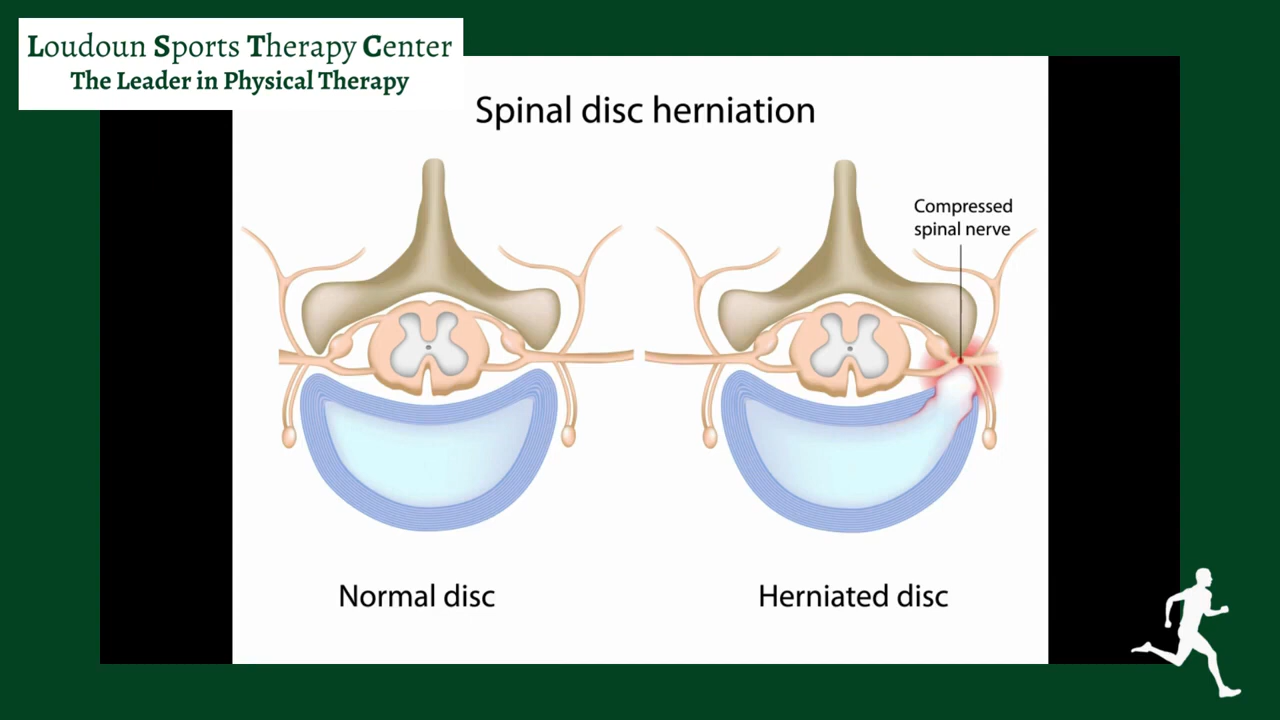 Loudoun Sports Therapy Center
The Leader in Physical Therapy
Spinal disc herniation
Compressed
spinal nerve
Normal disc
Herniated disc